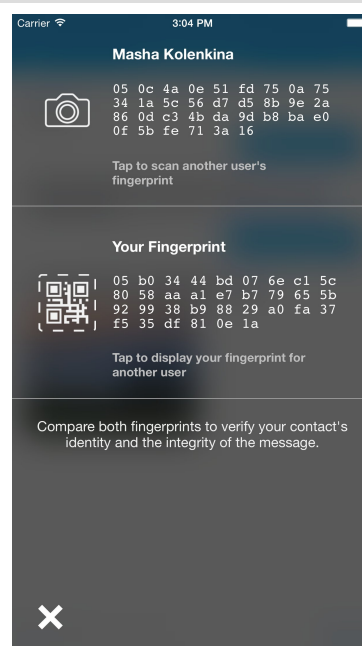 Carrier 3:04 PM
Masha Kolenkina
05 0c 4a 0e 51 fd 75 0a 75
34 1a 5c 56 d7 d5 8b 9e 2a
86 0d c3 4b da 9d b8 ba e0
0f 5b fe 71 3a 16
Tap to scan another user's
fingerprint
Your Fingerprint
05 b0 34 44 bd 07 6e c1 5c
80 58 aa a1 e7 b7 79 65 5b
92 99 38 b9 88 29 a0 fa 37
f5 35 df 81 0e 1a
Tap to display your fingerprint for
another user
Compare both fingerprints to verify your contact's
identity and the integrity of the message.